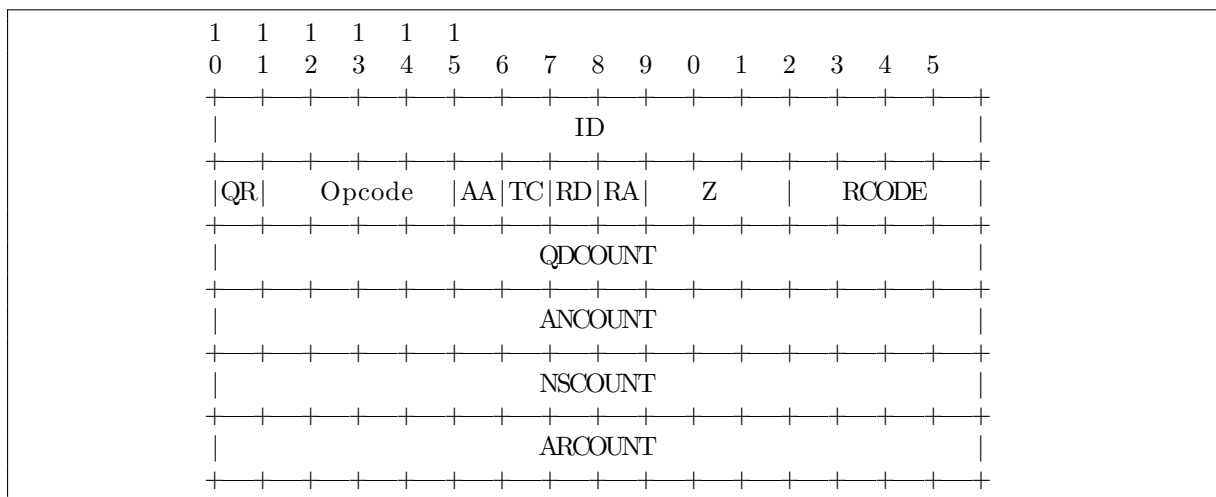 1 1 1 1 1 1
0 1 2 3 4 5 6 7 8 9 0 1 2 3 4 5
+--+--+--+--+--+--+--+--+--+--+--+--+--+--+--+--+
| ID |
+--+--+--+--+--+--+--+--+--+--+--+--+--+--+--+--+
|QR| Opcode |AA|TC|RD|RA| Z | RCODE |
+--+--+--+--+--+--+--+--+--+--+--+--+--+--+--+--+
| QDCOUNT |
+--+--+--+--+--+--+--+--+--+--+--+--+--+--+--+--+
| ANCOUNT |
+--+--+--+--+--+--+--+--+--+--+--+--+--+--+--+--+
| NSCOUNT |
+--+--+--+--+--+--+--+--+--+--+--+--+--+--+--+--+
| ARCOUNT |
+--+--+--+--+--+--+--+--+--+--+--+--+--+--+--+--+